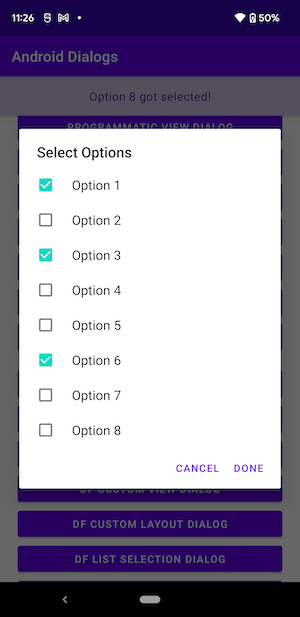 11:26
50%
Android Dialogs
Option 8 got selected!
PROGRAMMATIC VIEW DIALOG
Select Options
Option 1
Option 2
Option 3
Option 4
Option 5
Option 6
Option 7
Option 8
CANCEL DONE
DF CUSTOM VIEW DIALOG
DF CUSTOM LAYOUT DIALOG
DF LIST SELECTION DIALOG